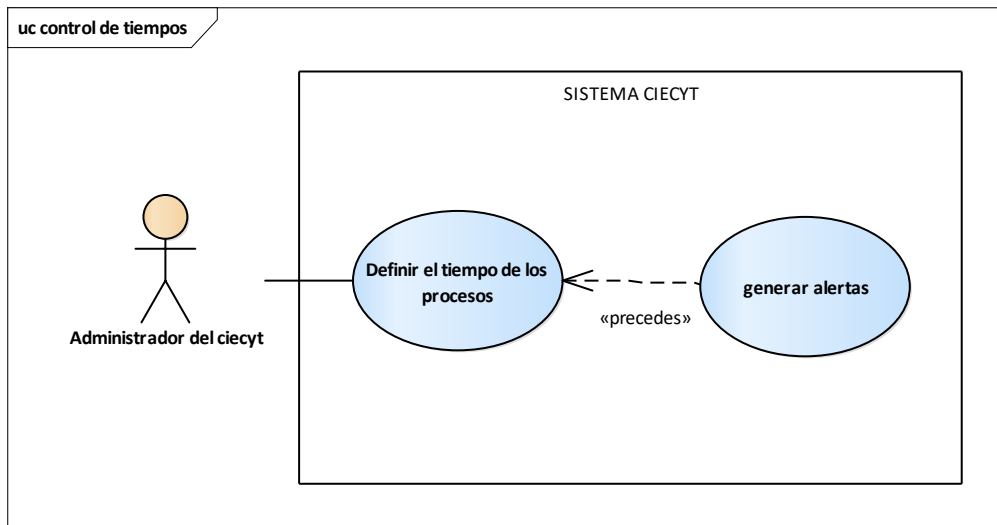 uc control de tiempos
SISTEMA CIECYT
Definir el tiempo de los
procesos
generar alertas
«precedes»
Administrador del ciecyt